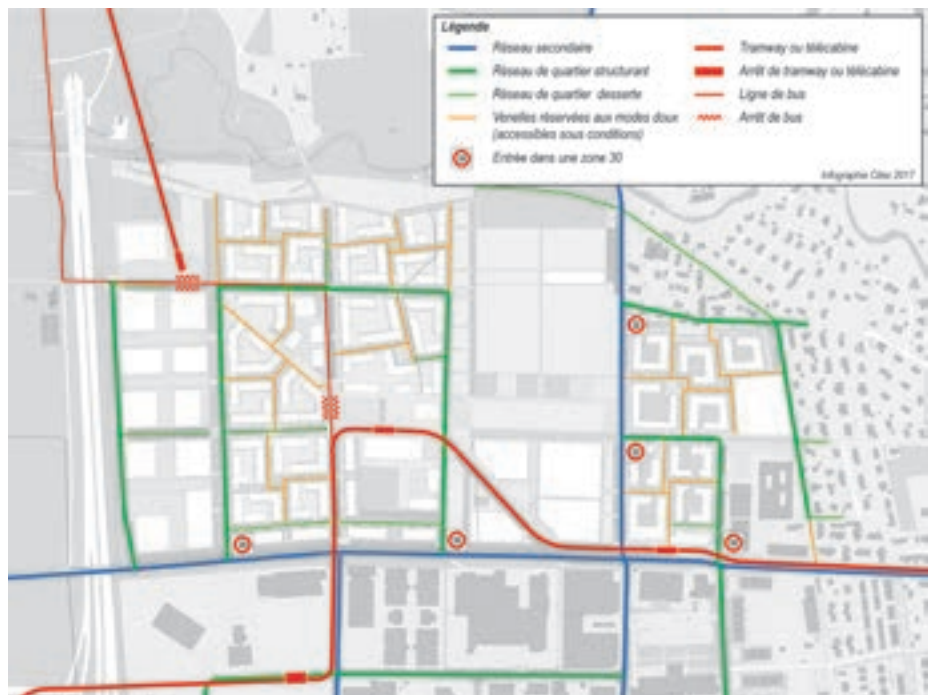 Légende
Réseau secondaire
Réseau de quartier structurant
Réseau de quartier desserte
Venelles réservées aux modes doux
(accessibles sous conditions)
Entrée dans une zone 30
Tramway ou télécabine
Arrêt de tramway ou télécabine
Ligne de bus
Arrêt de bus
Infographie Citec 2017